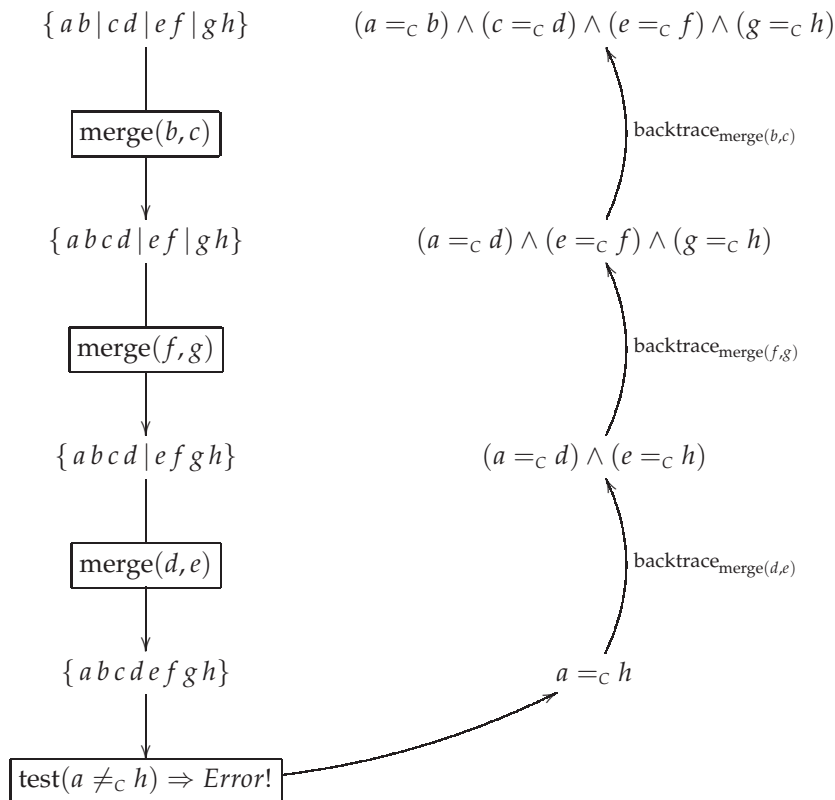 { a b | c d | e f | g h }
(a =_C b) ∧ (c =_C d) ∧ (e =_C f) ∧ (g =_C h)
merge(b, c)
backtrace_merge(b,c)
{ a b c d | e f | g h }
(a =_C d) ∧ (e =_C f) ∧ (g =_C h)
merge(f, g)
backtrace_merge(f,g)
{ a b c d | e f g h }
(a =_C d) ∧ (e =_C h)
merge(d, e)
backtrace_merge(d,e)
{ a b c d e f g h }
a =_C h
test(a ≠_C h) ⇒ Error!